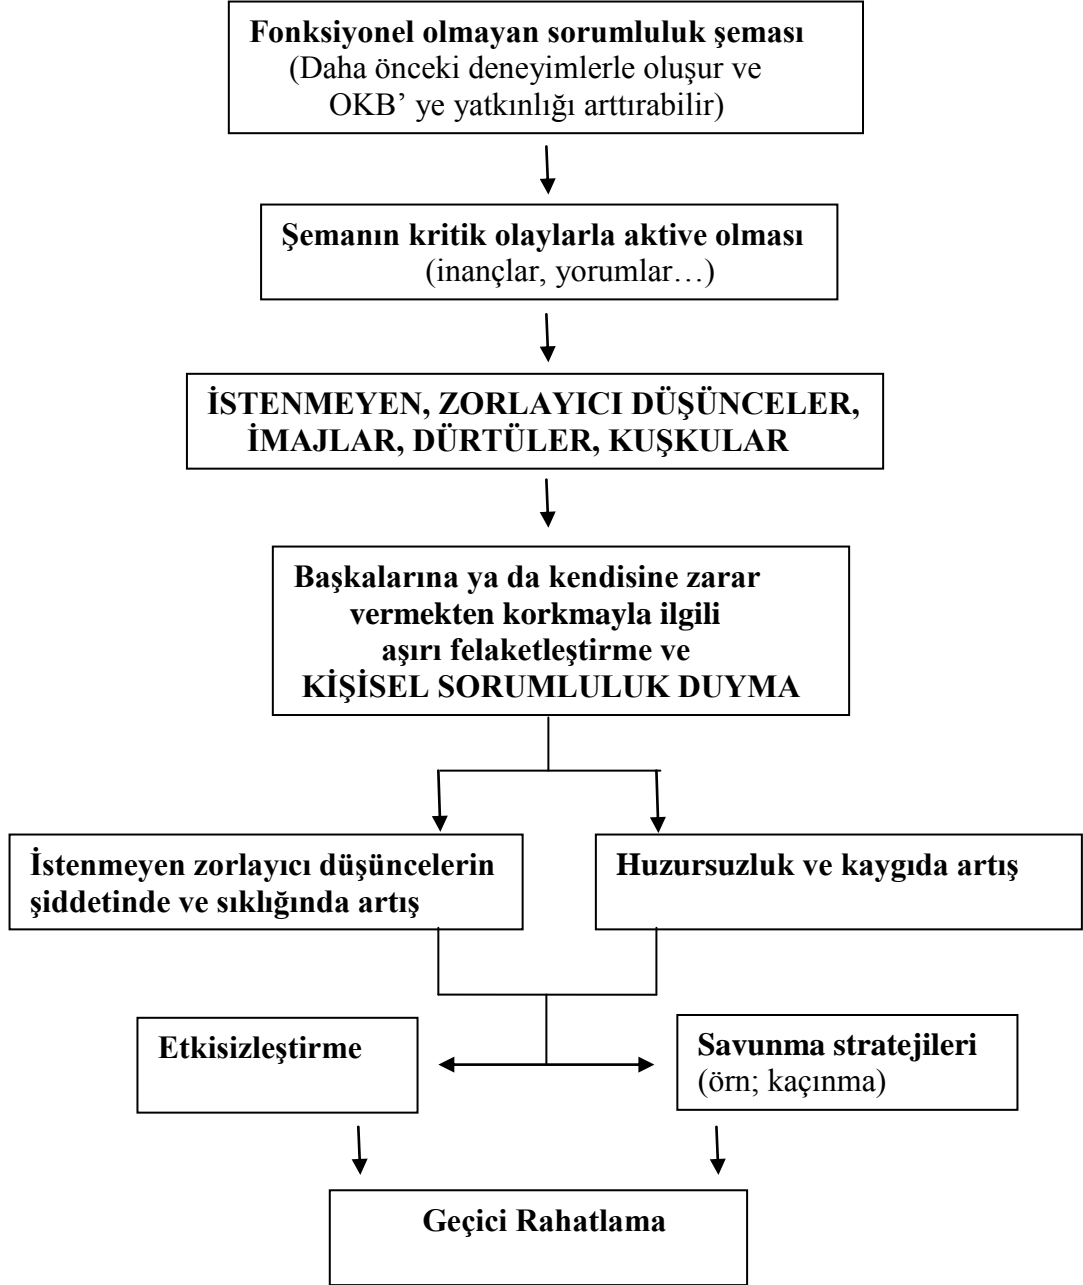 Fonksiyonel olmayan sorumluluk şeması
(Daha önceki deneyimlerle oluşur ve
OKB’ ye yatkınlığı arttırabilir)
Şemanın kritik olaylarla aktive olması
(inançlar, yorumlar…)
İSTENMEYEN, ZORLAYICI DÜŞÜNCELER,
İMAJLAR, DÜRTÜLER, KUŞKULAR
Başkalarına ya da kendisine zarar
vermekten korkmayla ilgili
aşırı felaketleştirme ve
KİŞİSEL SORUMLULUK DUYMA
İstenmeyen zorlayıcı düşüncelerin
şiddetinde ve sıklığında artış
Huzursuzluk ve kaygıda artış
Etkisizleştirme
Savunma stratejileri
(örn; kaçınma)
Geçici Rahatlama